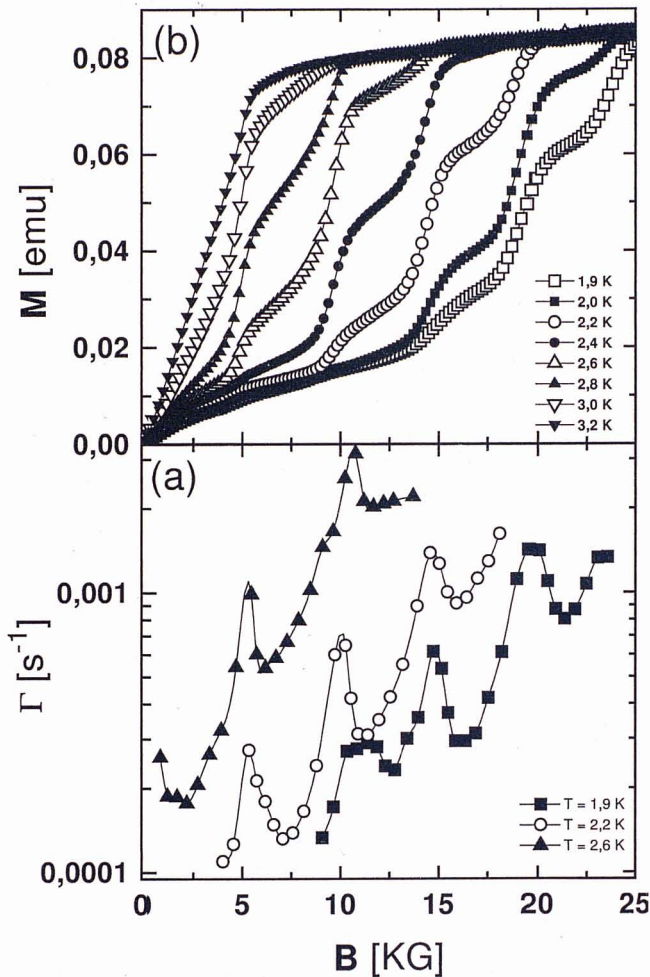 (b)
0,08
0,06
0,04
0,02
0,00
M [emu]
1,9 K
2,0 K
2,2 K
2,4 K
2,6 K
2,8 K
3,0 K
3,2 K
(a)
0,001
0,0001
Γ [s⁻¹]
T = 1,9 K
T = 2,2 K
T = 2,6 K
0 5 10 15 20 25
B [KG]